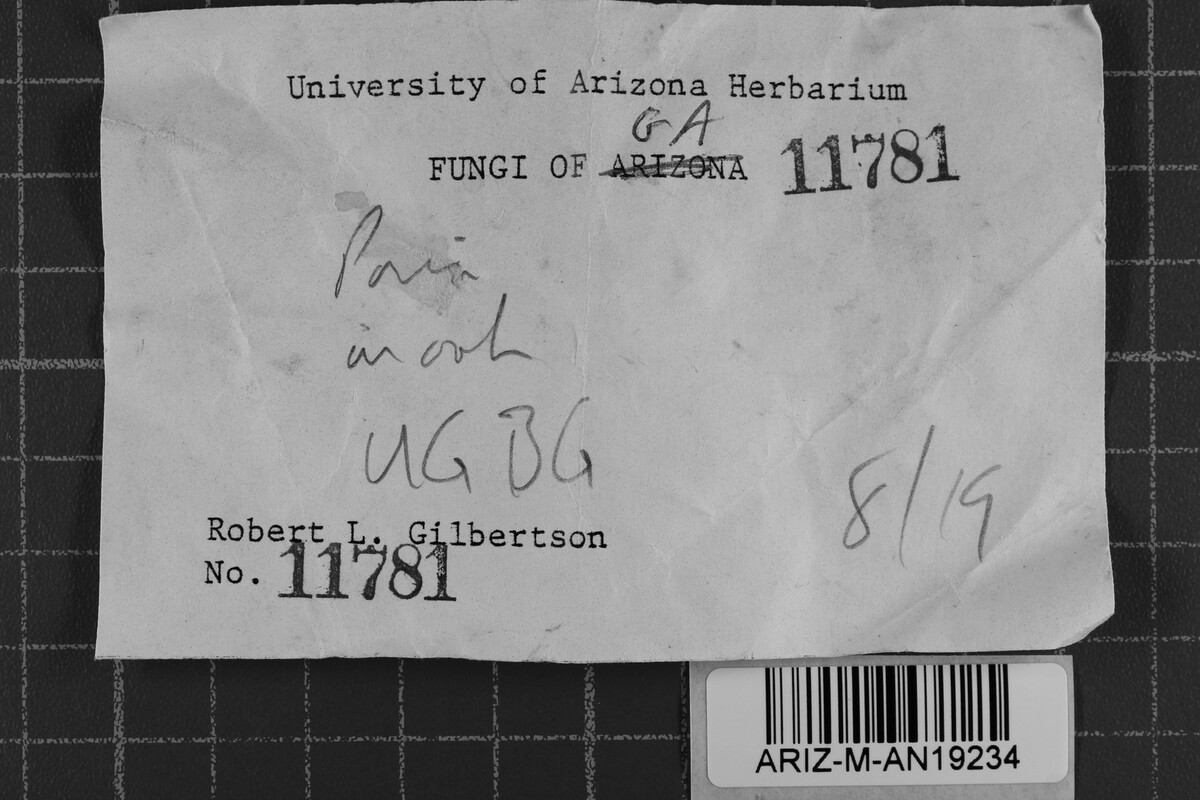 University of Arizona Herbarium
GA
FUNGI OF ARIZONA 11781
Poria
on oak
UG BG
8/19
Robert L. Gilbertson
No. 11781
ARIZ-M-AN19234